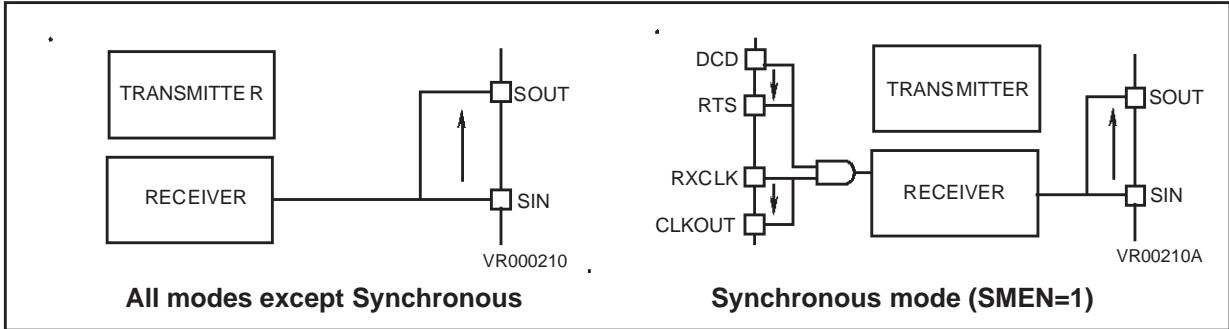 TRANSMITTE R
RECEIVER
SOUT
SIN
VR000210
All modes except Synchronous
DCD
RTS
RXCLK
CLKOUT
TRANSMITTER
RECEIVER
SOUT
SIN
VR00210A
Synchronous mode (SMEN=1)